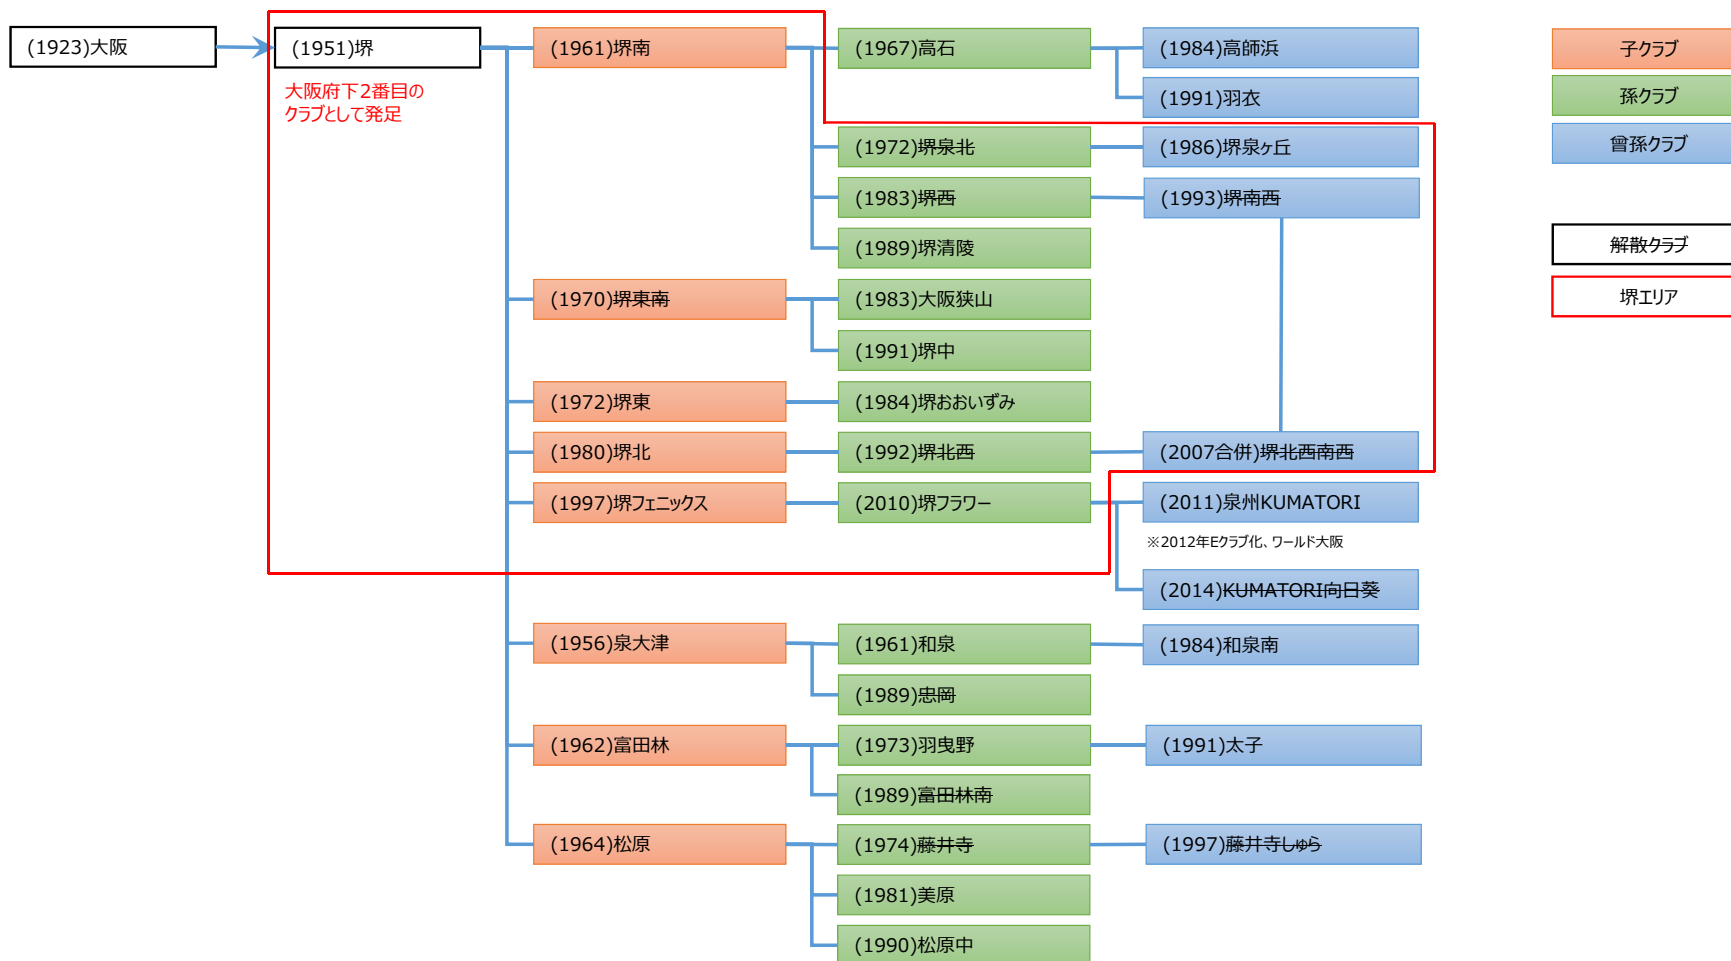 (1923)大阪
(1951)堺
大阪府下2番目の
クラブとして発足
(1961)堺南
(1967)高石
(1984)高師浜
(1991)羽衣
(1972)堺泉北
(1986)堺泉ヶ丘
(1983)堺西
(1993)堺南西
(1989)堺清陵
(1970)堺東南
(1983)大阪狭山
(1991)堺中
(1972)堺東
(1984)堺おおいずみ
(1980)堺北
(1992)堺北西
(2007合併)堺北西南西
(1997)堺フェニックス
(2010)堺フラワー
(2011)泉州KUMATORI
※2012年Eクラブ化、ワールド大阪
(2014)KUMATORI向日葵
(1956)泉大津
(1961)和泉
(1984)和泉南
(1989)忠岡
(1962)富田林
(1973)羽曳野
(1991)太子
(1989)富田林南
(1964)松原
(1974)藤井寺
(1997)藤井寺しゅら
(1981)美原
(1990)松原中
子クラブ
孫クラブ
曾孫クラブ
解散クラブ
堺エリア